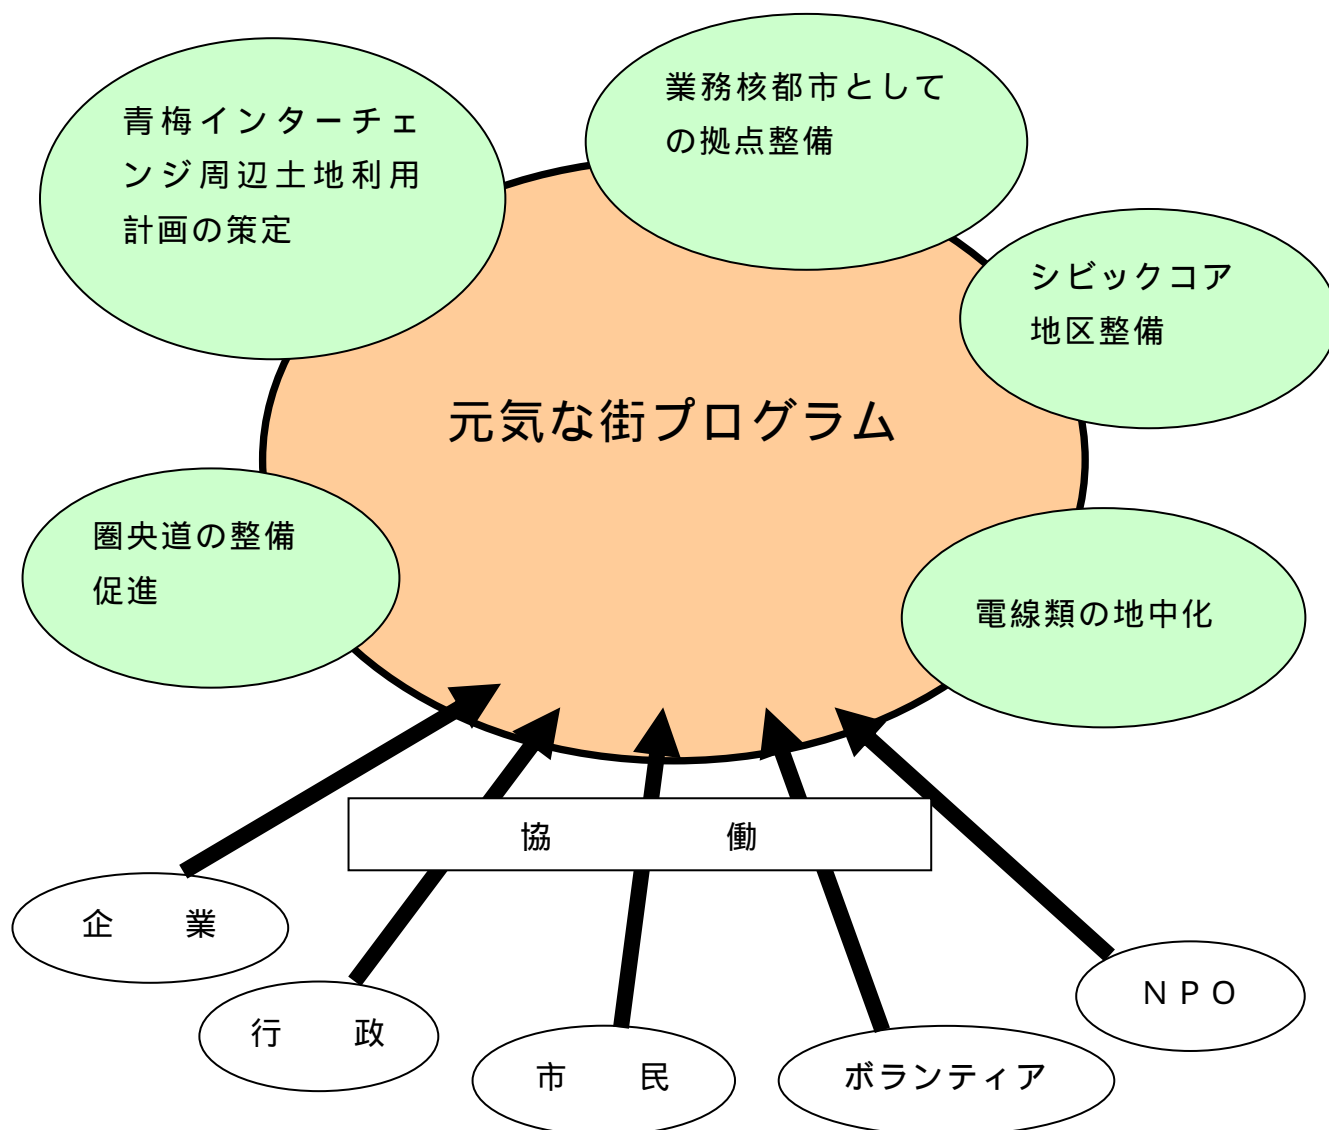 青梅インターチェ
ンジ周辺土地利用
計画の策定
業務核都市として
の拠点整備
シビックコア
地区整備
元気な街プログラム
圏央道の整備
促進
電線類の地中化
協　　　働
企　業
行　政
市　民
ボランティア
ＮＰＯ